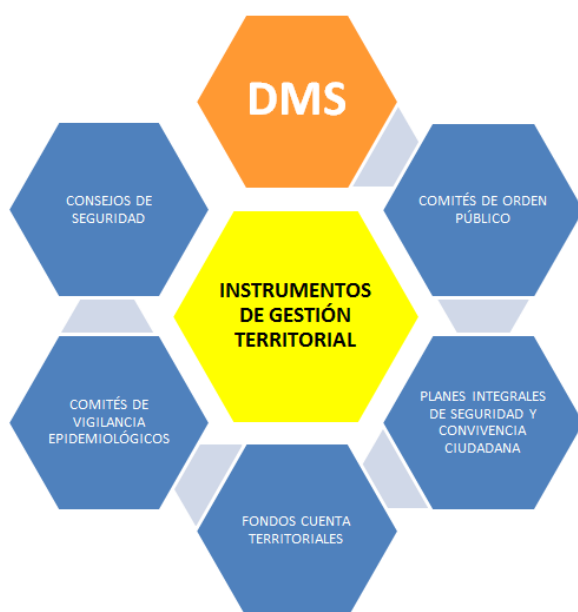 DMS
CONSEJOS DE
SEGURIDAD
COMITÉS DE ORDEN
PÚBLICO
INSTRUMENTOS
DE GESTIÓN
TERRITORIAL
COMITÉS DE
VIGILANCIA
EPIDEMIOLÓGICOS
PLANES INTEGRALES
DE SEGURIDAD Y
CONVIVENCIA
CIUDADANA
FONDOS CUENTA
TERRITORIALES